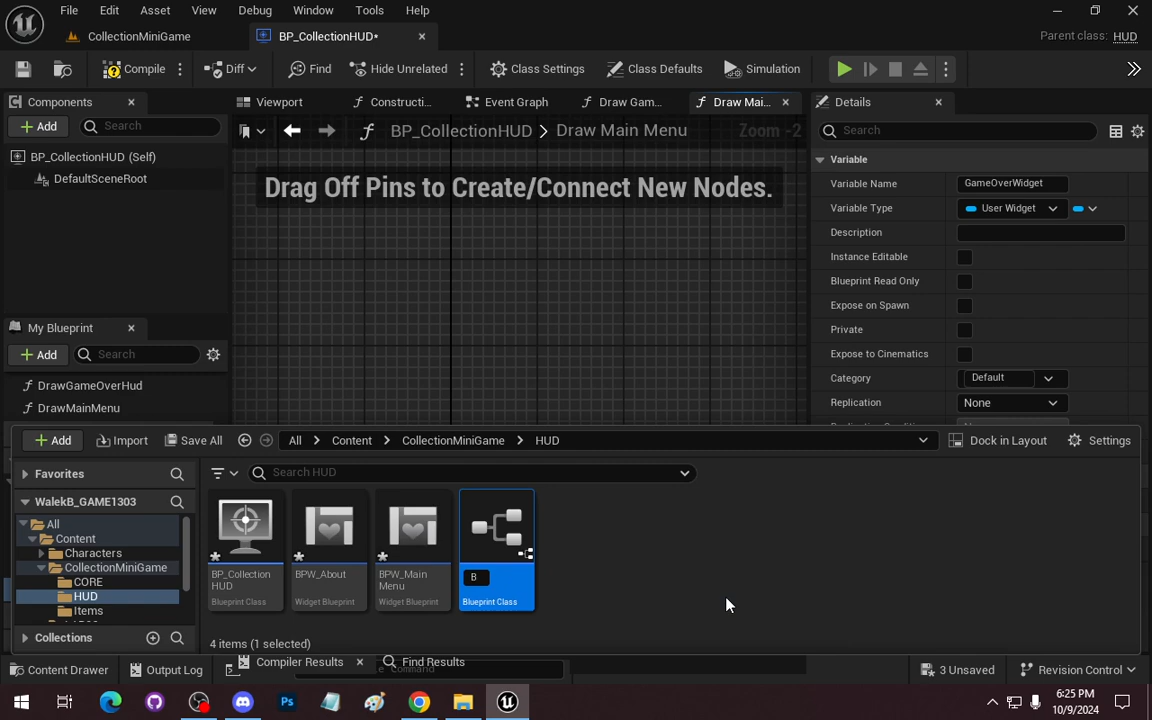 File Edit Asset View Debug Window Tools Help
CollectionMiniGame BP_CollectionHUD*
Parent class: HUD
Compile Diff Find Hide Unrelated Class Settings Class Defaults Simulation
Components
Viewport Constructi... Event Graph Draw Gam... Draw Mai...
Details
Add Search
BP_CollectionHUD Draw Main Menu Zoom -2
Search
BP_CollectionHUD (Self)
DefaultSceneRoot
Drag Off Pins to Create/Connect New Nodes.
Variable
Variable Name GameOverWidget
Variable Type User Widget
Description
Instance Editable
Blueprint Read Only
Expose on Spawn
Private
Expose to Cinematics
Category Default
Replication None
My Blueprint
Add Search
DrawGameOverHud
DrawMainMenu
Add Import Save All All Content CollectionMiniGame HUD Dock in Layout Settings
Favorites
Search HUD
WalekB_GAME1303
All
Content
Characters
CollectionMiniGame
CORE
HUD
Items
Collections
BP_Collection
HUD
Blueprint Class
BPW_About
Widget Blueprint
BPW_Main
Menu
Widget Blueprint
B
Blueprint Class
4 items (1 selected)
Content Drawer Output Log Compiler Results Find Results 3 Unsaved Revision Control
6:25 PM
10/9/2024